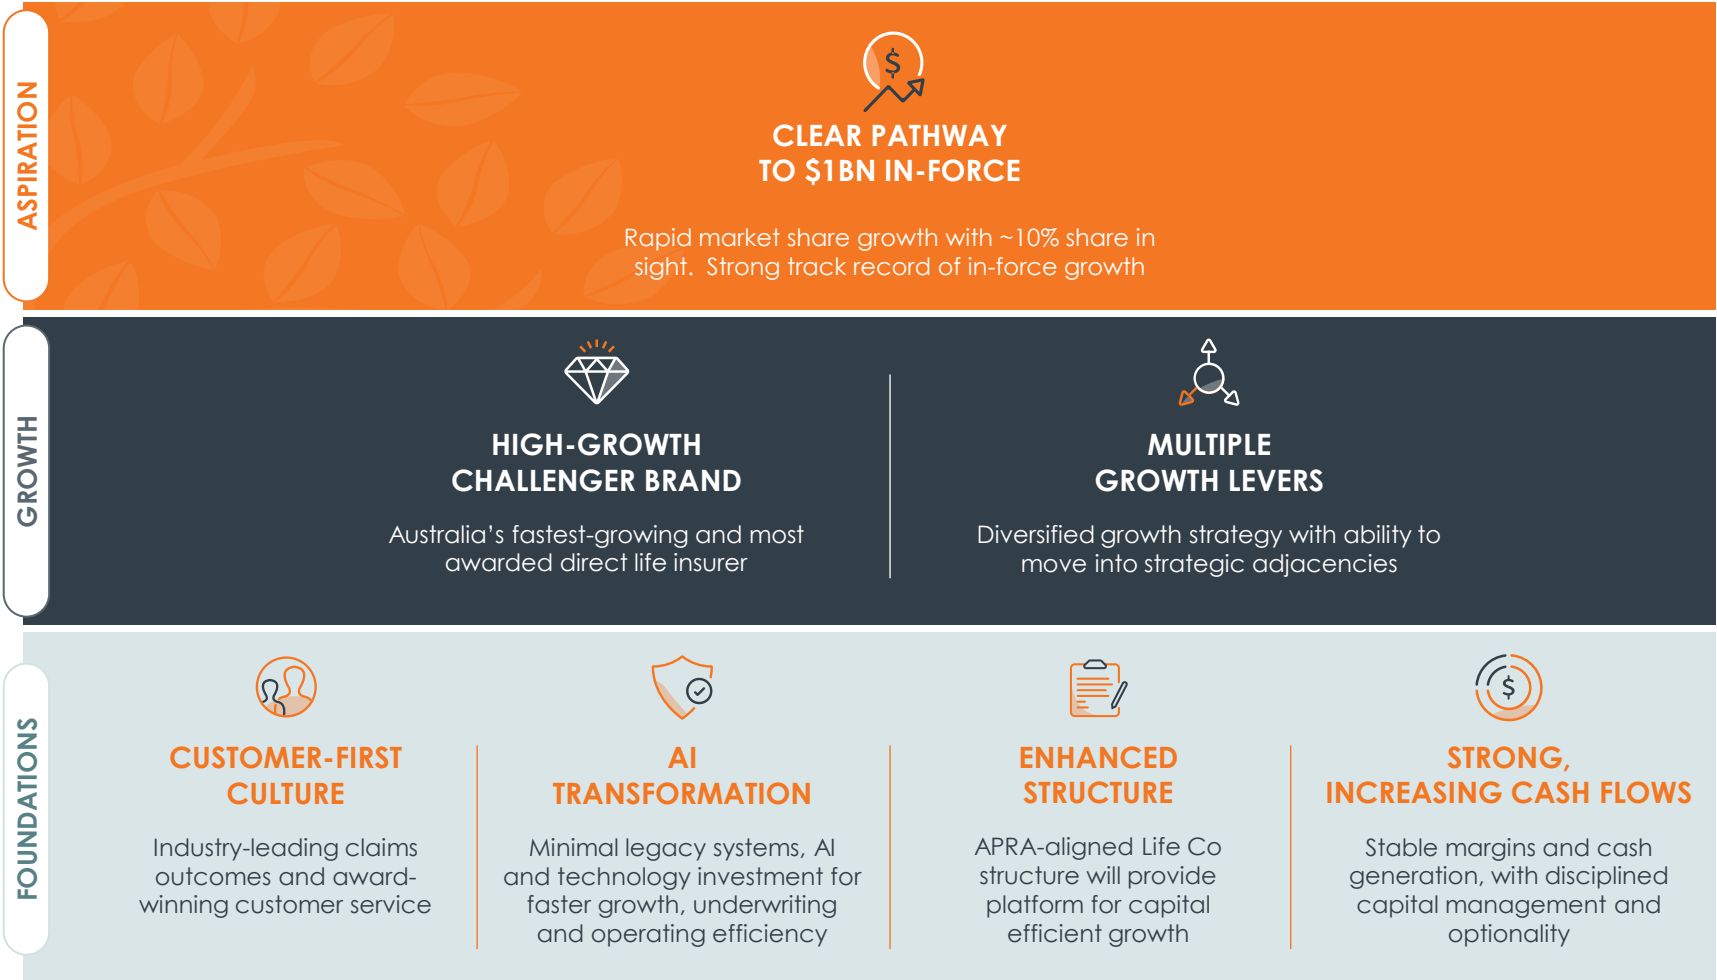 ASPIRATION
$
CLEAR PATHWAY
TO $1BN IN-FORCE
Rapid market share growth with ~10% share in
sight.  Strong track record of in-force growth
GROWTH
HIGH-GROWTH
CHALLENGER BRAND
Australia’s fastest-growing and most
awarded direct life insurer
MULTIPLE
GROWTH LEVERS
Diversified growth strategy with ability to
move into strategic adjacencies
FOUNDATIONS
CUSTOMER-FIRST
CULTURE
Industry-leading claims
outcomes and award-
winning customer service
AI
TRANSFORMATION
Minimal legacy systems, AI
and technology investment for
faster growth, underwriting
and operating efficiency
ENHANCED
STRUCTURE
APRA-aligned Life Co
structure will provide
platform for capital
efficient growth
$
STRONG,
INCREASING CASH FLOWS
Stable margins and cash
generation, with disciplined
capital management and
optionality